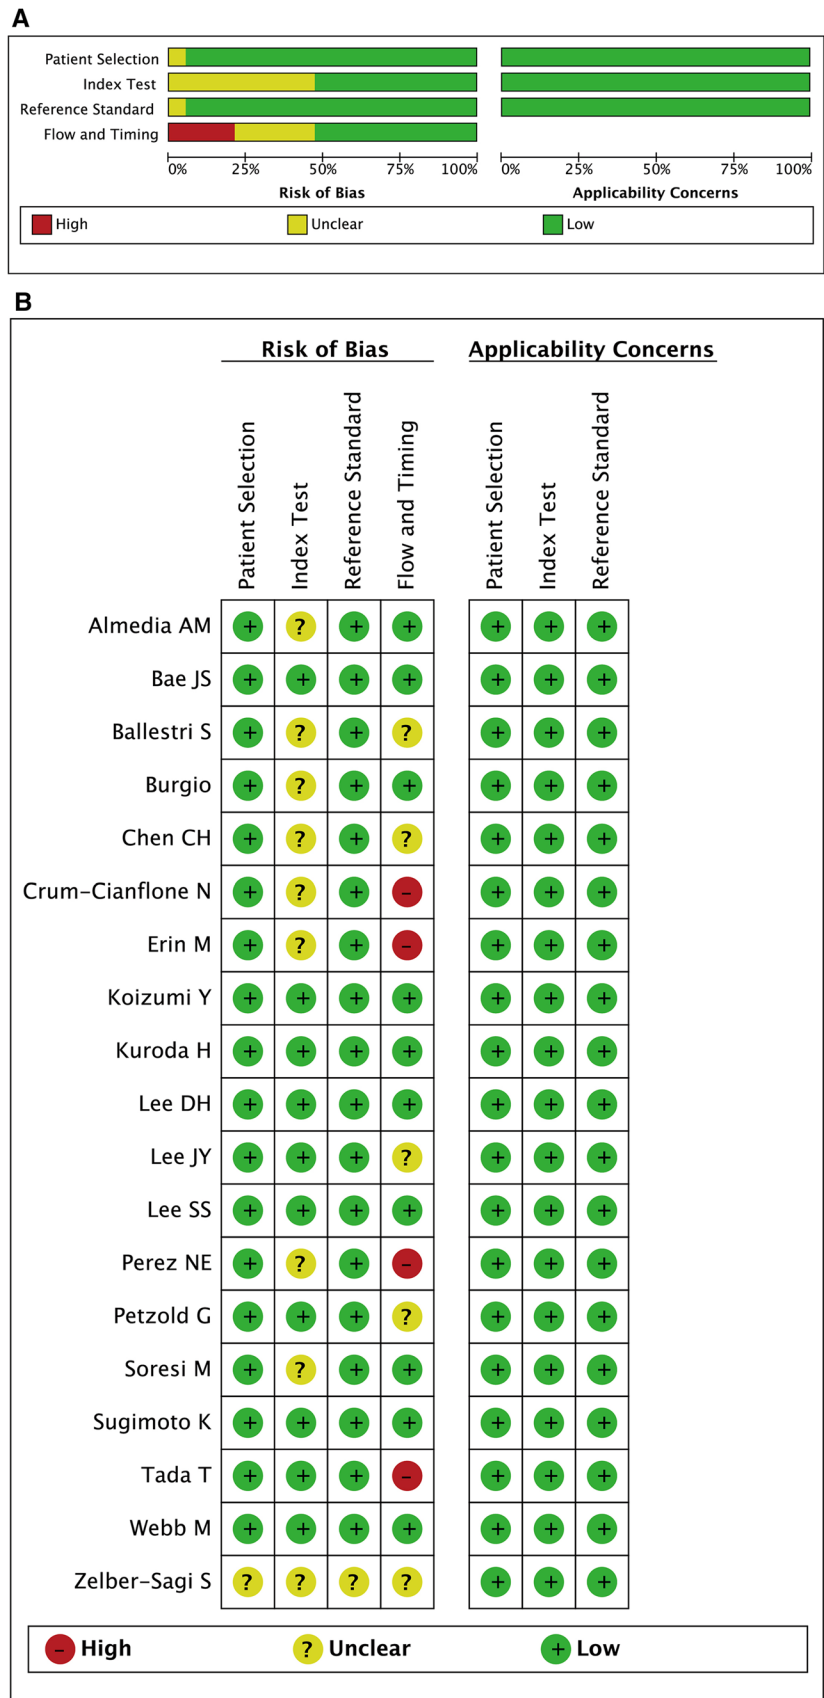 A
Patient Selection
Index Test
Reference Standard
Flow and Timing
0% 25% 50% 75% 100% 0% 25% 50% 75% 100%
Risk of Bias Applicability Concerns
High Unclear Low
B
Risk of Bias Applicability Concerns
Patient Selection
Index Test
Reference Standard
Flow and Timing
Patient Selection
Index Test
Reference Standard
Almedia AM + ? + + + + +
Bae JS + + + + + + +
Ballestri S + ? + ? + + +
Burgio + ? + + + + +
Chen CH + ? + ? + + +
Crum–Cianflone N + ? + – + + +
Erin M + ? + – + + +
Koizumi Y + + + + + + +
Kuroda H + + + + + + +
Lee DH + + + + + + +
Lee JY + + + ? + + +
Lee SS + + + + + + +
Perez NE + ? + – + + +
Petzold G + + + ? + + +
Soresi M + ? + + + + +
Sugimoto K + + + + + + +
Tada T + + + – + + +
Webb M + + + + + + +
Zelber–Sagi S ? ? ? ? + + +
– High ? Unclear + Low